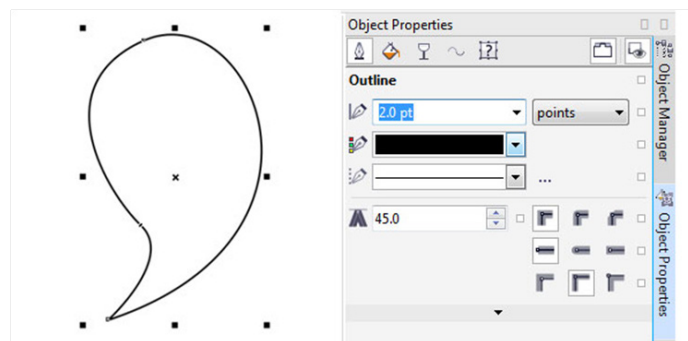 Object Properties
Outline
2.0 pt
points
...
45.0
Object Manager
Object Properties